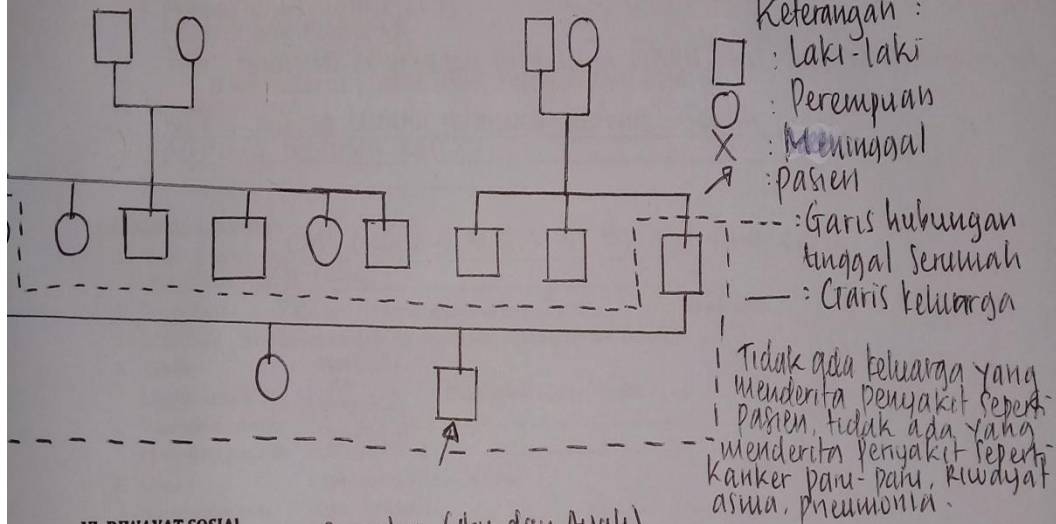 Keterangan :
: Laki-laki
: Perempuan
X : Meninggal
: pasien
: Garis hubungan
tinggal serumah
: Garis keluarga
Tidak ada keluarga yang
menderita penyakit seperti
pasien, tidak ada yang
menderita penyakit seperti
kanker paru-paru, riwayat
asma, pneumonia.